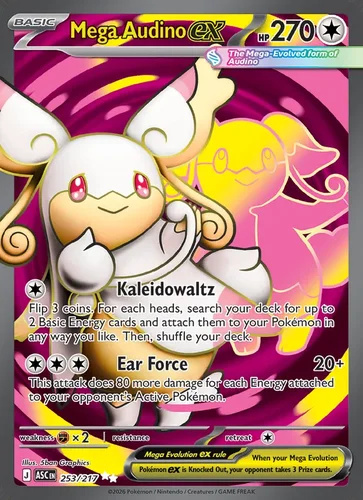 BASIC
Mega Audino ex
HP 270
The Mega-Evolved form of
Audino
Kaleidowaltz
Flip 3 coins. For each heads, search your deck for up to
2 Basic Energy cards and attach them to your Pokémon in
any way you like. Then, shuffle your deck.
Ear Force 20+
This attack does 80 more damage for each Energy attached
to your opponent's Active Pokémon.
weakness ×2 resistance retreat
Mega Evolution ex rule
When your Mega Evolution
Pokémon ex is Knocked Out, your opponent takes 3 Prize cards.
Illus. 5ban Graphics
J ASC EN 253/217
©2026 Pokémon / Nintendo / Creatures / GAME FREAK